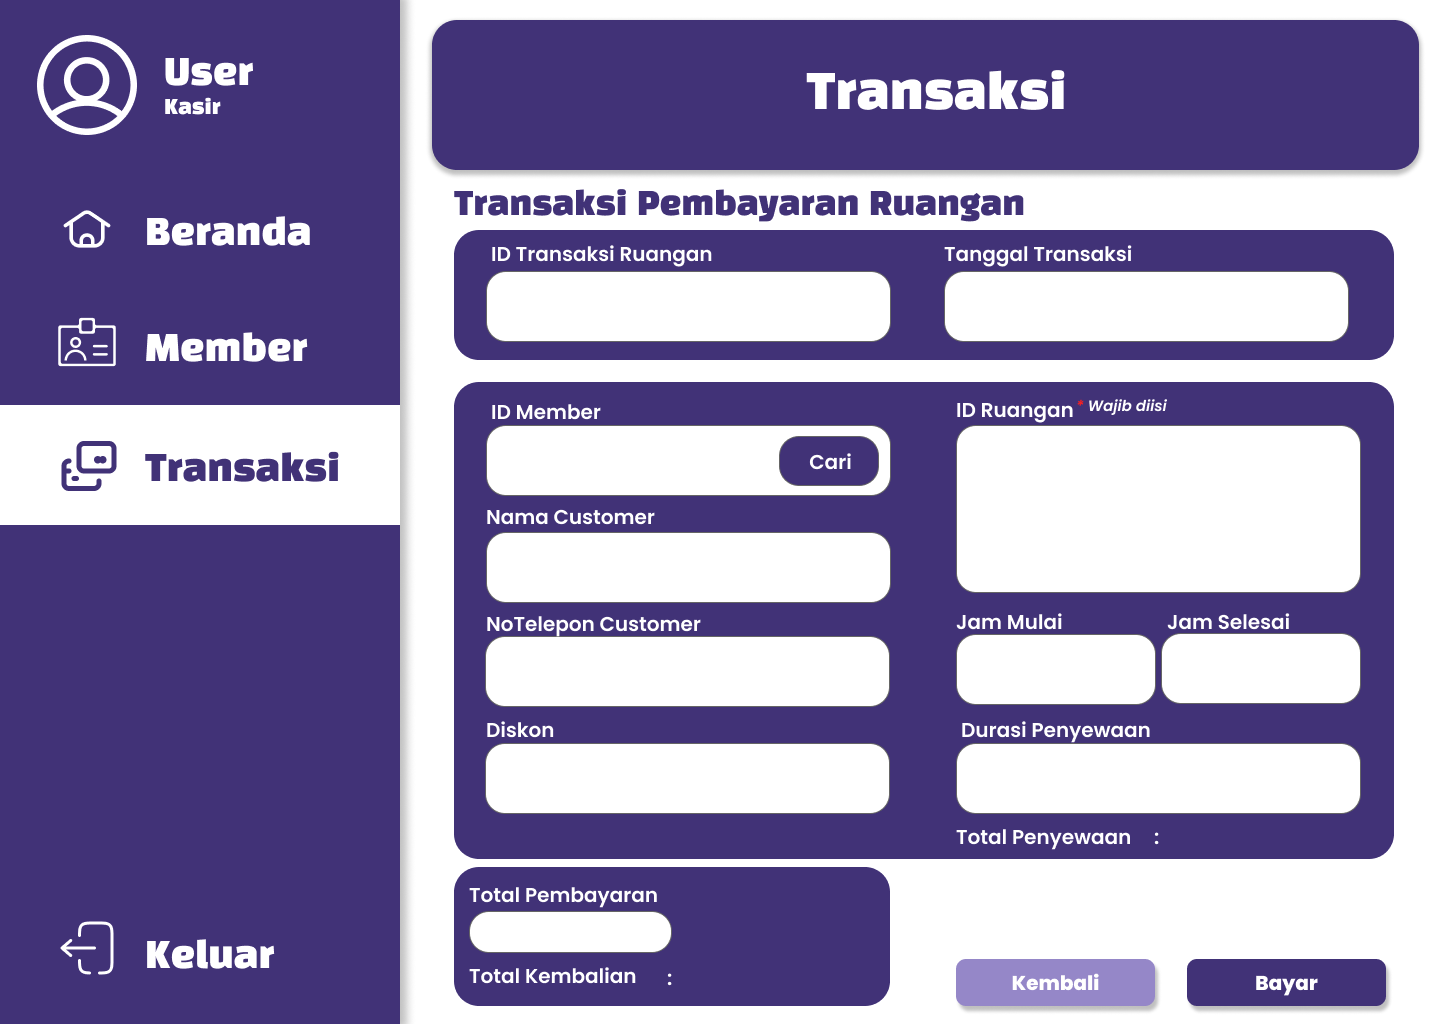 User
Kasir
Beranda
Member
Transaksi
Keluar
Transaksi
Transaksi Pembayaran Ruangan
ID Transaksi Ruangan
Tanggal Transaksi
ID Member
Cari
Nama Customer
NoTelepon Customer
Diskon
ID Ruangan * Wajib diisi
Jam Mulai
Jam Selesai
Durasi Penyewaan
Total Penyewaan :
Total Pembayaran
Total Kembalian :
Kembali
Bayar